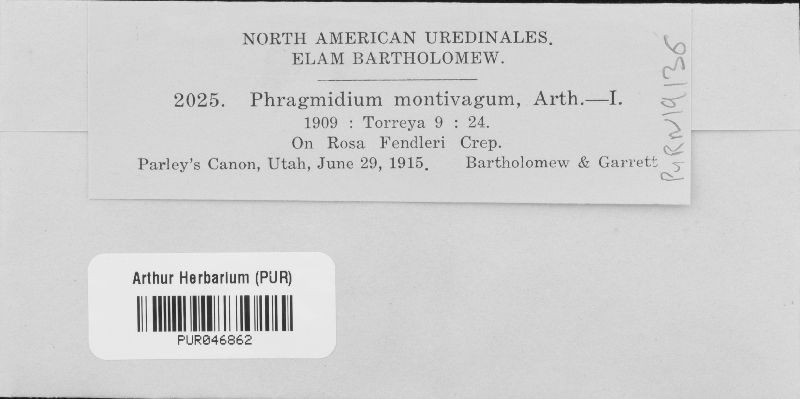 NORTH AMERICAN UREDINALES.
ELAM BARTHOLOMEW.
2025. Phragmidium montivagum, Arth.—I.
1909 : Torreya 9 : 24.
On Rosa Fendleri Crep.
Parley's Canon, Utah, June 29, 1915. Bartholomew & Garrett
PURN19136
Arthur Herbarium (PUR)
PUR046862